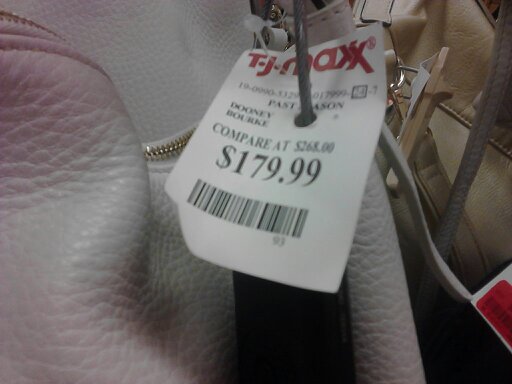 T·J·maxx®
PAST SEASON
DOONEY
BOURKE
COMPARE AT $268.00
$179.99
93